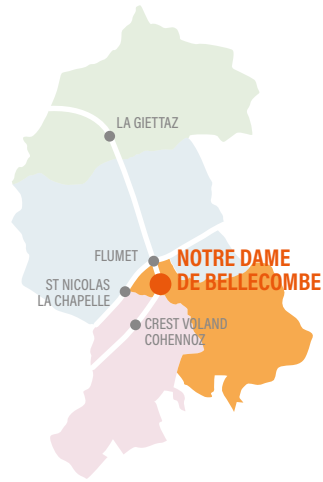 LA GIETTAZ
FLUMET
NOTRE DAME
DE BELLECOMBE
ST NICOLAS
LA CHAPELLE
CREST VOLAND
COHENNOZ